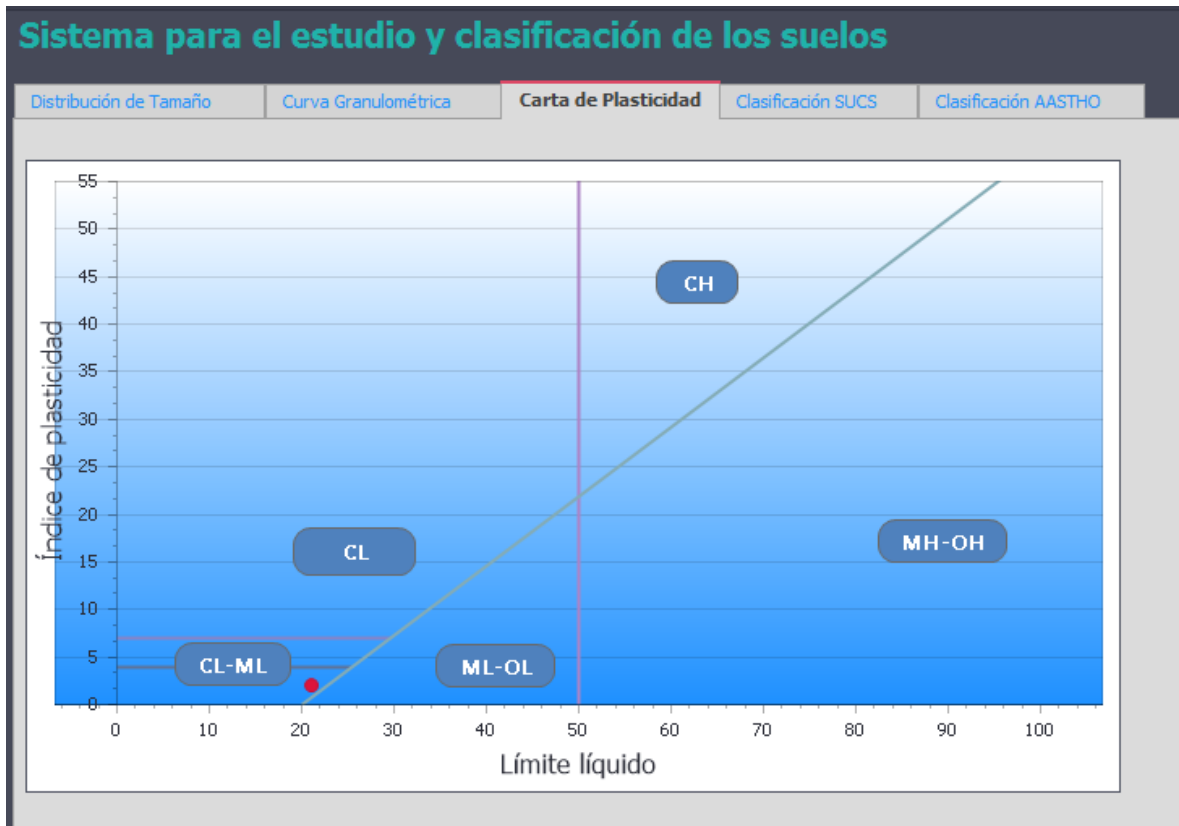 Sistema para el estudio y clasificación de los suelos
Distribución de Tamaño
Curva Granulométrica
Carta de Plasticidad
Clasificación SUCS
Clasificación AASTHO
55
50
45
40
35
30
25
20
15
10
5
0
Índice de plasticidad
CH
CL
MH-OH
CL-ML
ML-OL
0 10 20 30 40 50 60 70 80 90 100
Límite líquido